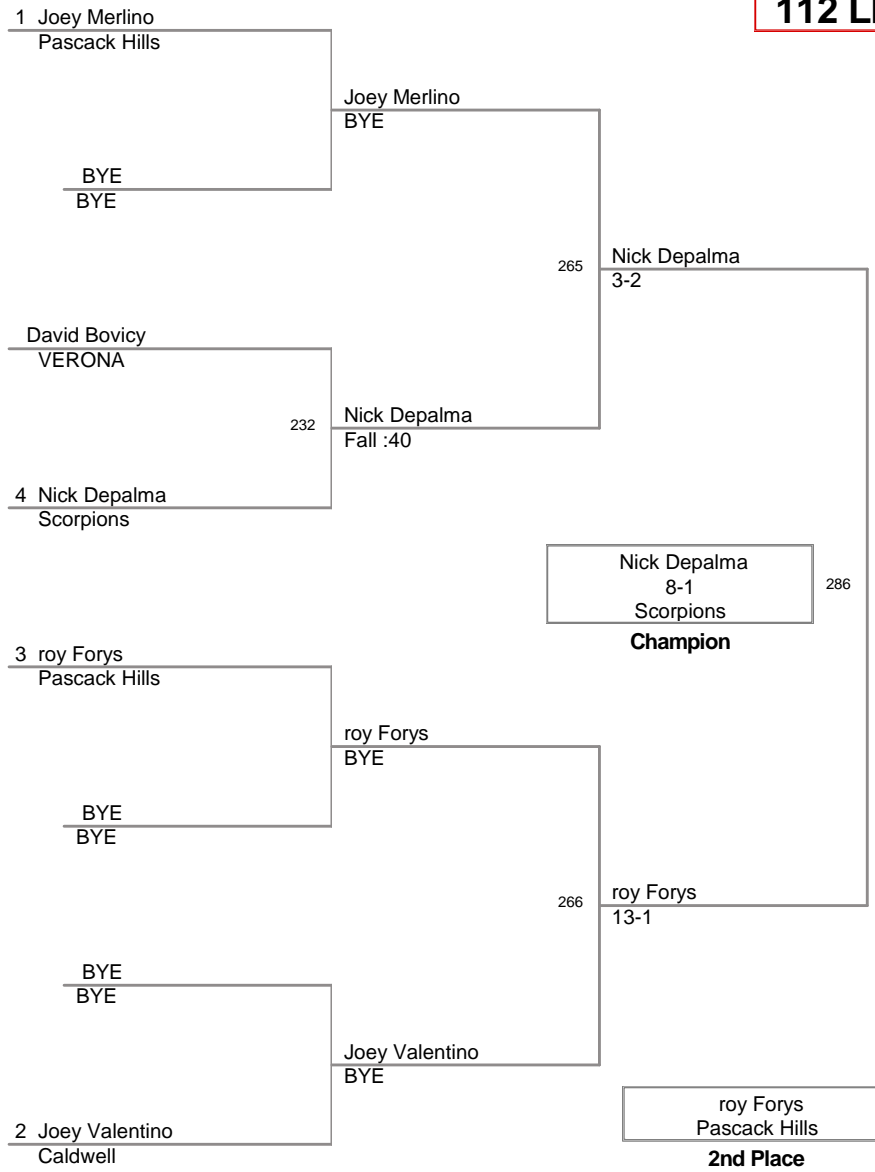 112 L
1 Joey Merlino
Pascack Hills
Joey Merlino
BYE
BYE
BYE
265 Nick Depalma
3-2
David Bovicy
VERONA
232 Nick Depalma
Fall :40
4 Nick Depalma
Scorpions
Nick Depalma
8-1
Scorpions
286
Champion
3 roy Forys
Pascack Hills
roy Forys
BYE
BYE
BYE
266 roy Forys
13-1
BYE
BYE
Joey Valentino
BYE
2 Joey Valentino
Caldwell
roy Forys
Pascack Hills
2nd Place